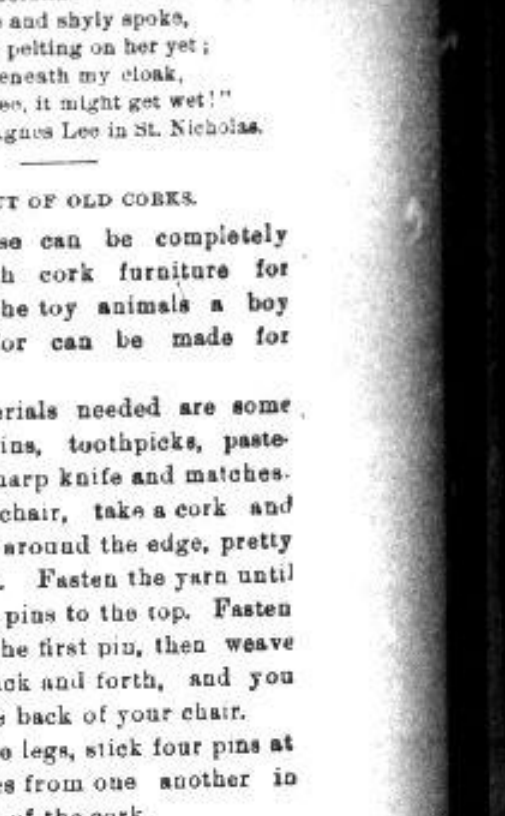 and shyly spoke,
pelting on her yet;
eneath my cloak,
ee, it might get wet!"
gnes Lee in St. Nicholas.
T OF OLD CORKS.
se can be completely
h cork furniture for
he toy animals a boy
or can be made for
erials needed are some
ins, toothpicks, paste-
harp knife and matches.
chair, take a cork and
around the edge, pretty
. Fasten the yarn until
pins to the top. Fasten
he first pin, then weave
ck and forth, and you
e back of your chair.
e legs, stick four pins at
es from one another in
of the cork